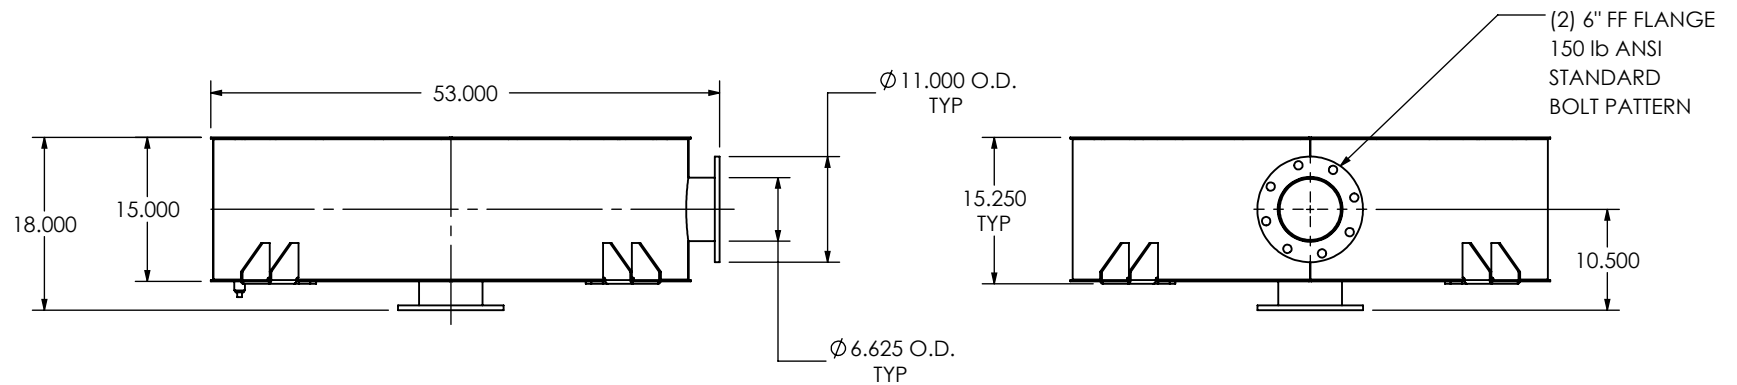 (2) 6" FF FLANGE
150 lb ANSI
STANDARD
BOLT PATTERN
53.000
Ø 11.000 O.D.
TYP
18.000
15.000
15.250
TYP
10.500
Ø 6.625 O.D.
TYP